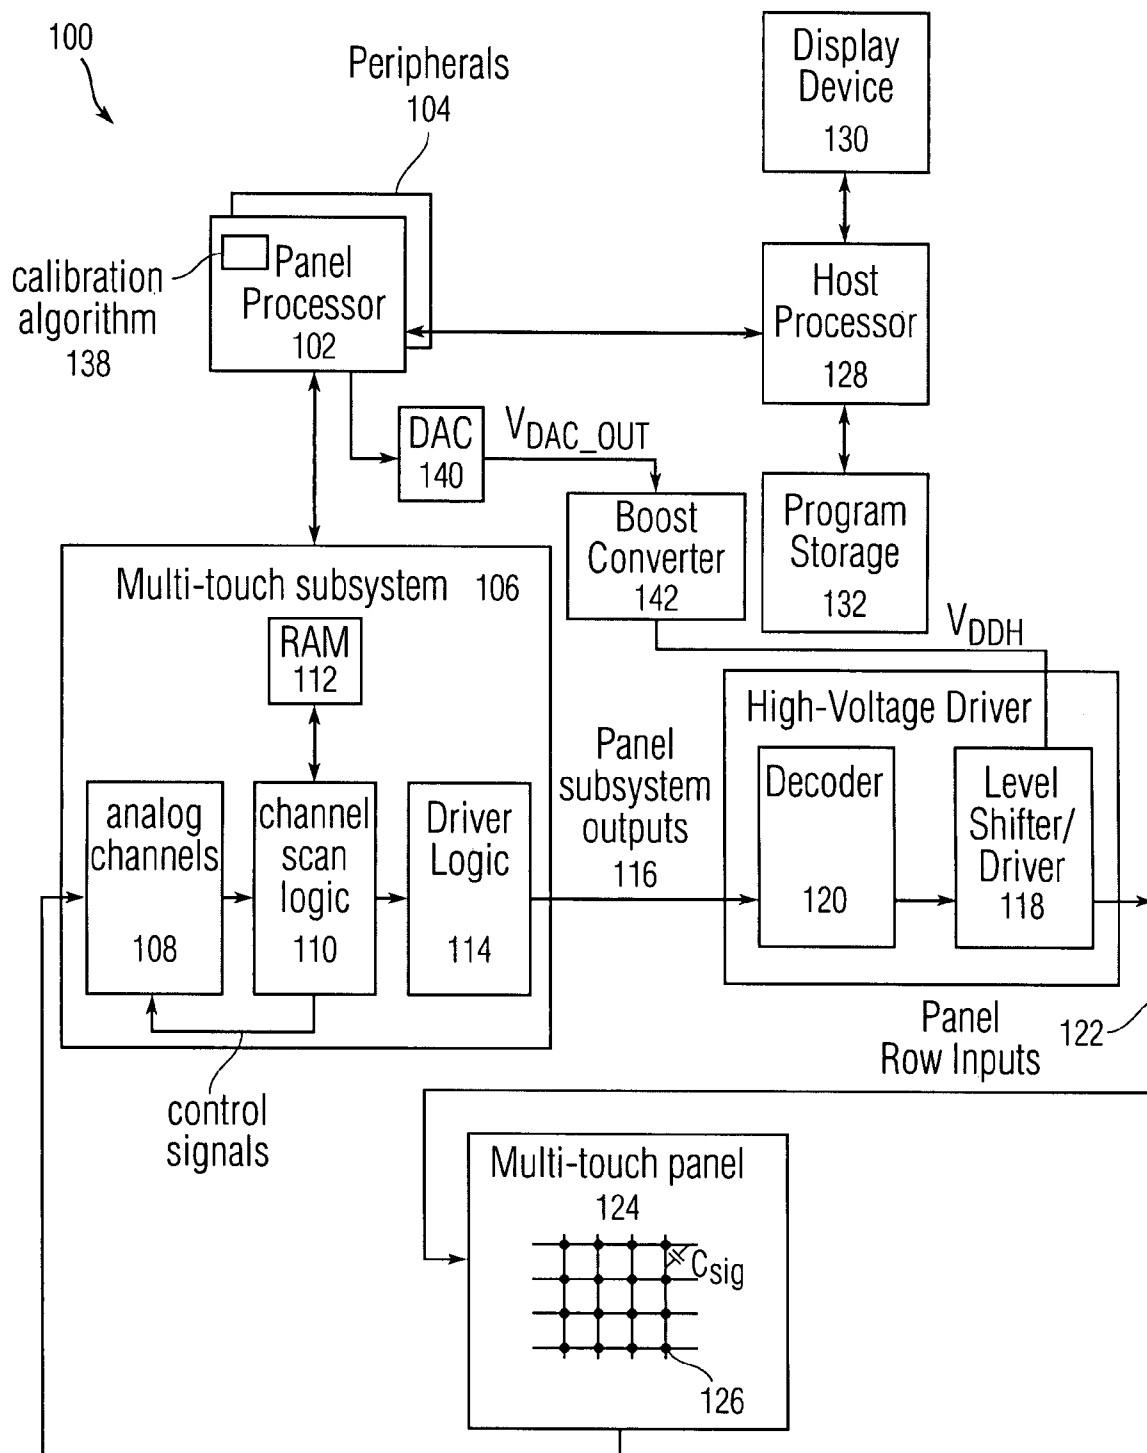 100
Peripherals
104
Display
Device
130
calibration
algorithm
138
Panel
Processor
102
Host
Processor
128
DAC
140
VDAC_OUT
Boost
Converter
142
Program
Storage
132
VDDH
Multi-touch subsystem 106
RAM
112
analog
channels
108
channel
scan
logic
110
Driver
Logic
114
control
signals
Panel
subsystem
outputs
116
High-Voltage Driver
Decoder
120
Level
Shifter/
Driver
118
Panel
Row Inputs
122
Multi-touch panel
124
Csig
126